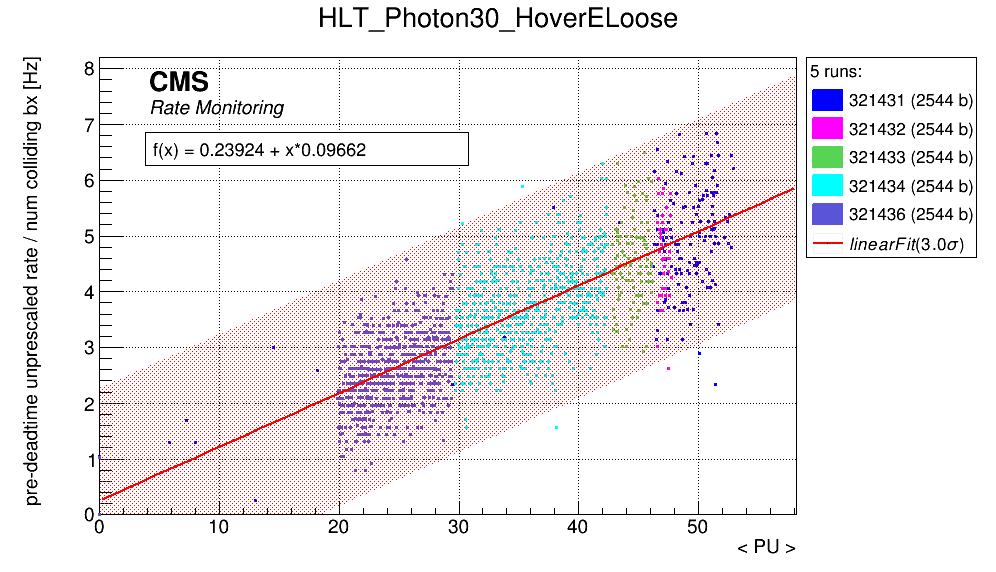 HLT_Photon30_HoverELoose
pre-deadtime unprescaled rate / num colliding bx [Hz]
8
7
6
5
4
3
2
1
0
CMS
Rate Monitoring
f(x) = 0.23924 + x*0.09662
0 10 20 30 40 50
< PU >
5 runs:
321431 (2544 b)
321432 (2544 b)
321433 (2544 b)
321434 (2544 b)
321436 (2544 b)
linearFit(3.0σ)